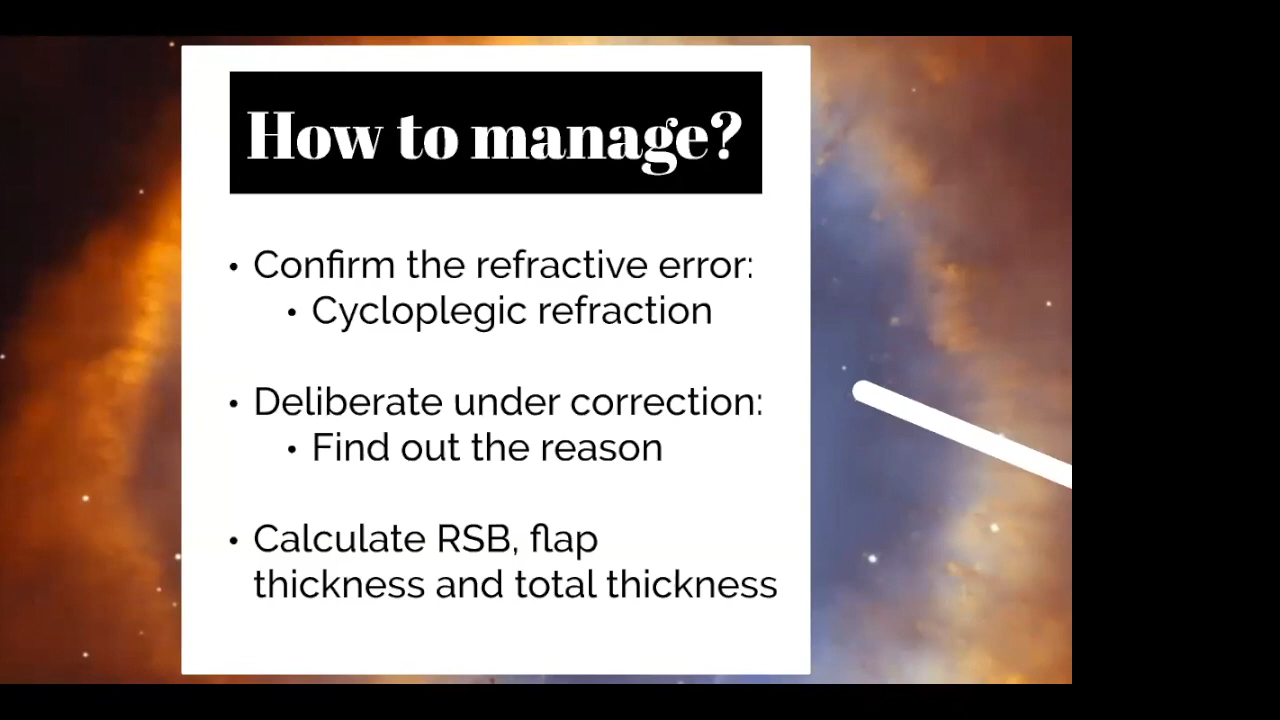 How to manage?
• Confirm the refractive error:
• Cycloplegic refraction
• Deliberate under correction:
• Find out the reason
• Calculate RSB, flap
thickness and total thickness